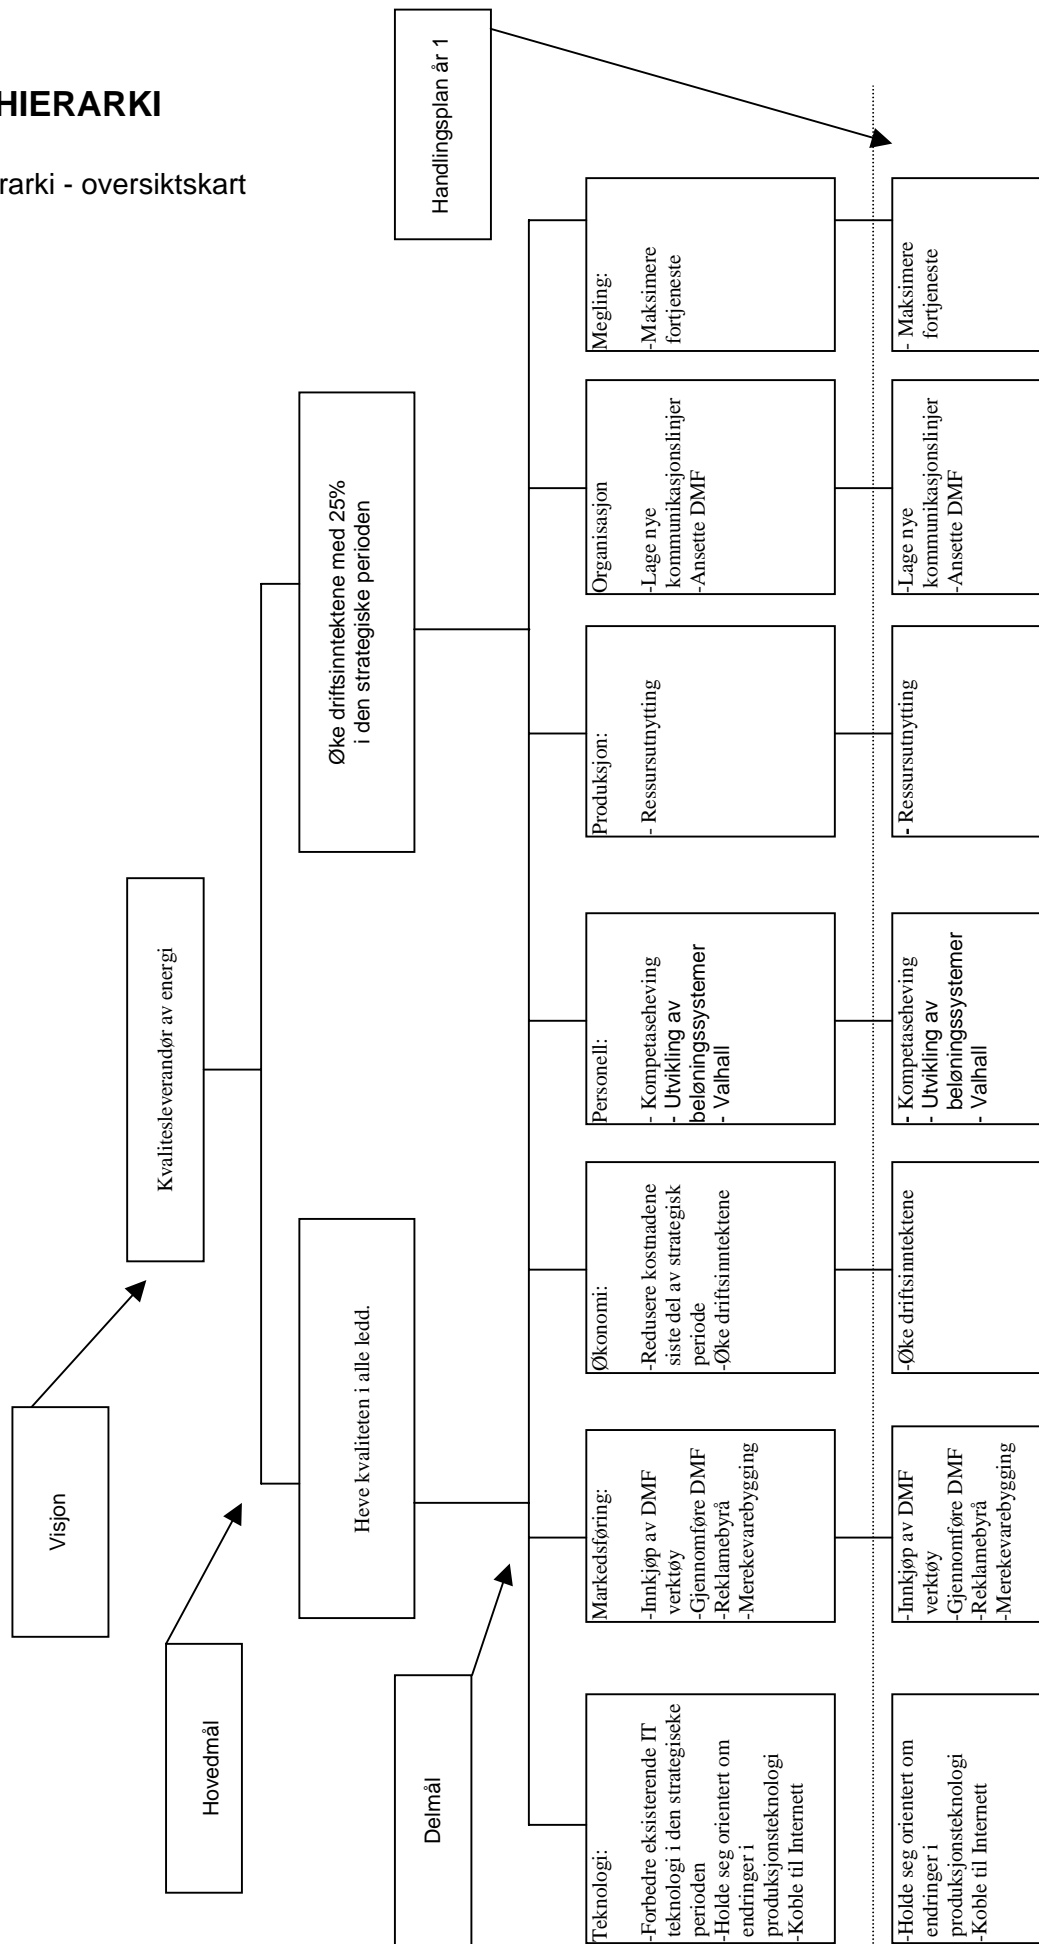 HIERARKI
rarki - oversiktskart
Visjon
Kvalitesleverandør av energi
Hovedmål
Heve kvaliteten i alle ledd.
Øke driftsinntektene med 25%
i den strategiske perioden
Delmål
Handlingsplan år 1
Teknologi:
-Forbedre eksisterende IT
teknologi i den strategiseke
perioden
-Holde seg orientert om
endringer i
produksjonsteknologi
-Koble til Internett
Markedsføring:
-Innkjøp av DMF
verktøy
-Gjennomføre DMF
-Reklamebyrå
-Merekevarebygging
Økonomi:
-Redusere kostnadene
siste del av strategisk
periode
-Øke driftsinntektene
Personell:
- Kompetaseheving
- Utvikling av
beløningssystemer
- Valhall
Produksjon:
- Ressursutnytting
Organisasjon
-Lage nye
kommunikasjonslinjer
-Ansette DMF
Megling:
-Maksimere
fortjeneste
-Holde seg orientert om
endringer i
produksjonsteknologi
-Koble til Internett
-Innkjøp av DMF
verktøy
-Gjennomføre DMF
-Reklamebyrå
-Merekevarebygging
-Øke driftsinntektene
- Kompetaseheving
- Utvikling av
beløningssystemer
- Valhall
- Ressursutnytting
-Lage nye
kommunikasjonslinjer
-Ansette DMF
- Maksimere
fortjeneste